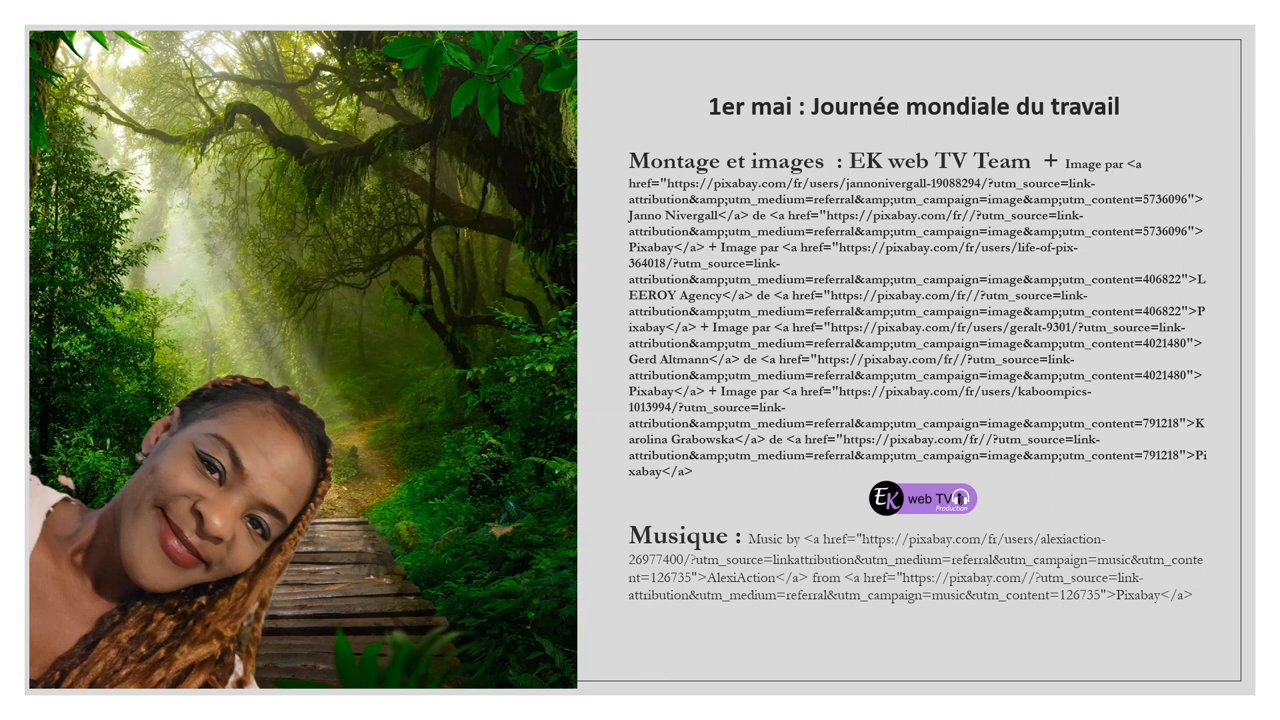 1er mai : Journée mondiale du travail
Montage et images : EK web TV Team + Image par <a
href="https://pixabay.com/fr/users/jannonivergall-19088294/?utm_source=link-
attribution&amp;utm_medium=referral&amp;utm_campaign=image&amp;utm_content=5736096">
Janno Nivergall</a> de <a href="https://pixabay.com/fr//?utm_source=link-
attribution&amp;utm_medium=referral&amp;utm_campaign=image&amp;utm_content=5736096">
Pixabay</a> + Image par <a href="https://pixabay.com/fr/users/life-of-pix-
364018/?utm_source=link-
attribution&amp;utm_medium=referral&amp;utm_campaign=image&amp;utm_content=406822">L
EEROY Agency</a> de <a href="https://pixabay.com/fr//?utm_source=link-
attribution&amp;utm_medium=referral&amp;utm_campaign=image&amp;utm_content=406822">P
ixabay</a> + Image par <a href="https://pixabay.com/fr/users/geralt-9301/?utm_source=link-
attribution&amp;utm_medium=referral&amp;utm_campaign=image&amp;utm_content=4021480">
Gerd Altmann</a> de <a href="https://pixabay.com/fr//?utm_source=link-
attribution&amp;utm_medium=referral&amp;utm_campaign=image&amp;utm_content=4021480">
Pixabay</a> + Image par <a href="https://pixabay.com/fr/users/kaboompics-
1013994/?utm_source=link-
attribution&amp;utm_medium=referral&amp;utm_campaign=image&amp;utm_content=791218">K
arolina Grabowska</a> de <a href="https://pixabay.com/fr//?utm_source=link-
attribution&amp;utm_medium=referral&amp;utm_campaign=image&amp;utm_content=791218">Pi
xabay</a>
EK web TV
Production
Musique : Music by <a href="https://pixabay.com/fr/users/alexiaction-
26977400/?utm_source=linkattribution&utm_medium=referral&utm_campaign=music&utm_conte
nt=126735">AlexiAction</a> from <a href="https://pixabay.com//?utm_source=link-
attribution&utm_medium=referral&utm_campaign=music&utm_content=126735">Pixabay</a>